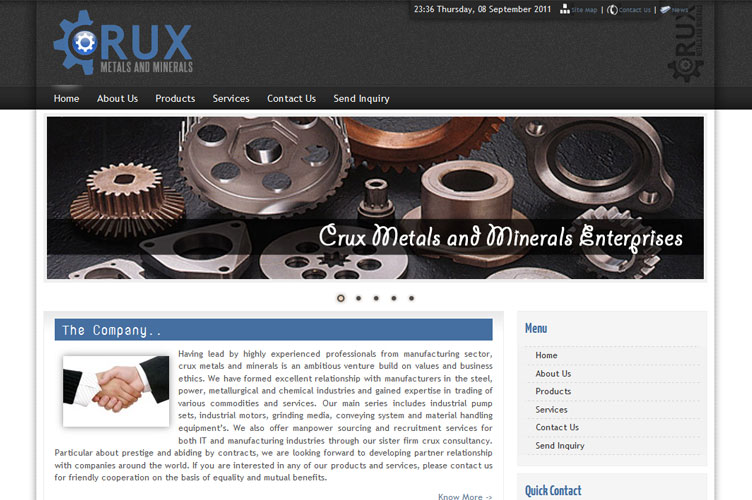 23:36 Thursday, 08 September 2011 Site Map | Contact Us | News
CRUX
METALS AND MINERALS
CRUX
Home About Us Products Services Contact Us Send Inquiry
Crux Metals and Minerals Enterprises
The Company..
Having lead by highly experienced professionals from manufacturing sector,
crux metals and minerals is an ambitious venture build on values and business
ethics. We have formed excellent relationship with manufacturers in the steel,
power, metallurgical and chemical industries and gained expertise in trading of
various commodities and services. Our main series includes industrial pump
sets, industrial motors, grinding media, conveying system and material handling
equipment's. We also offer manpower sourcing and recruitment services for
both IT and manufacturing industries through our sister firm crux consultancy.
Particular about prestige and abiding by contracts, we are looking forward to developing partner relationship
with companies around the world. If you are interested in any of our products and services, please contact us
for friendly cooperation on the basis of equality and mutual benefits.
Know More ->
Menu
Home
About Us
Products
Services
Contact Us
Send Inquiry
Quick Contact